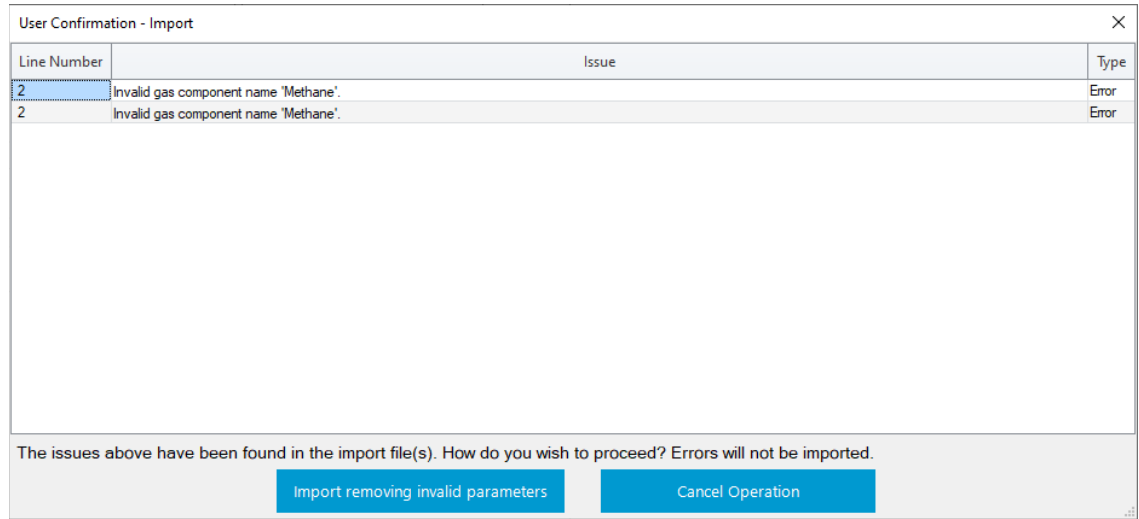 User Confirmation - Import
Line Number Issue Type
2 Invalid gas component name 'Methane'. Error
2 Invalid gas component name 'Methane'. Error
The issues above have been found in the import file(s). How do you wish to proceed? Errors will not be imported.
Import removing invalid parameters Cancel Operation